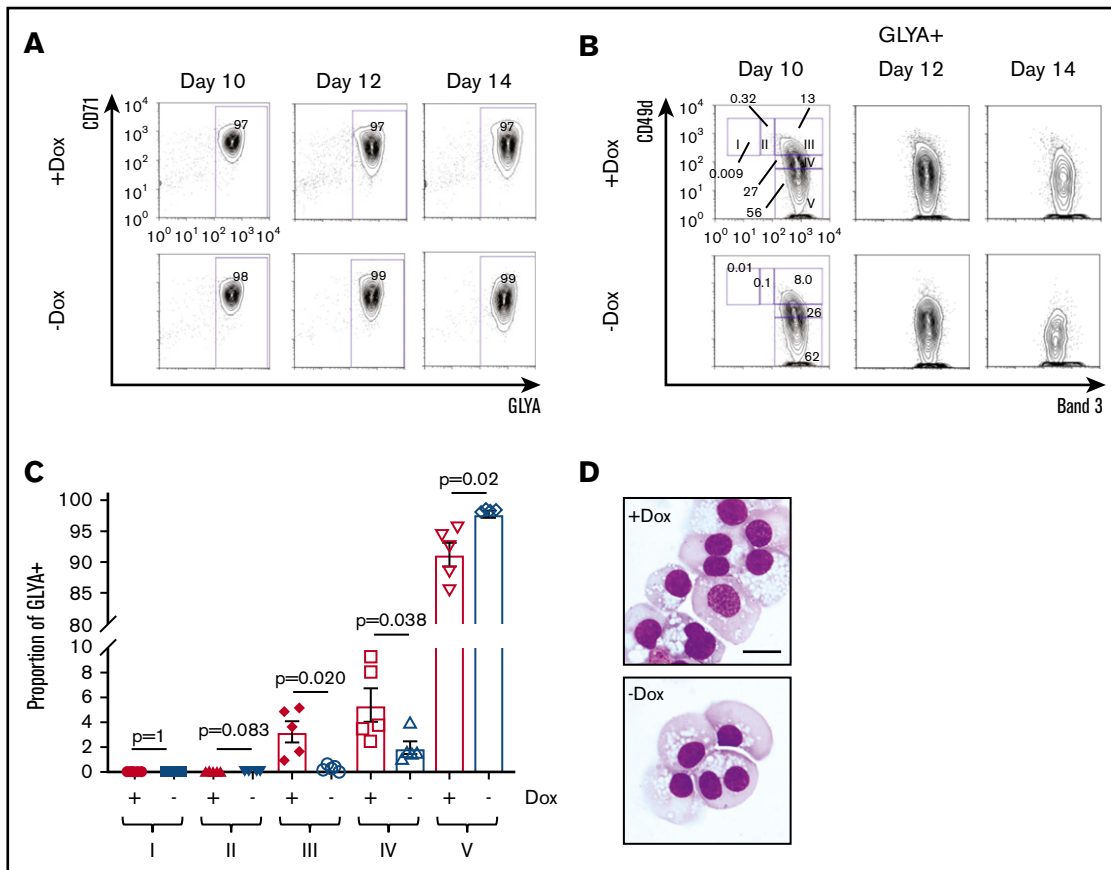 A
Day 10
Day 12
Day 14
CD71
+Dox
10^4
10^3
10^2
10^1
10^0
97
97
97
10^0 10^1 10^2 10^3 10^4
-Dox
98
99
99
GLYA
B
GLYA+
Day 10
Day 12
Day 14
CD49d
+Dox
10^4
10^3
10^2
10^1
10^0
0.32
13
I
II
III
IV
V
0.009
27
56
10^0 10^1 10^2 10^3 10^4
-Dox
0.01
0.1
8.0
26
62
Band 3
C
Proportion of GLYA+
100
95
90
85
80
10
8
6
4
2
0
p=1
p=0.083
p=0.020
p=0.038
p=0.02
+ - + - + - + - + - Dox
I II III IV V
D
+Dox
-Dox